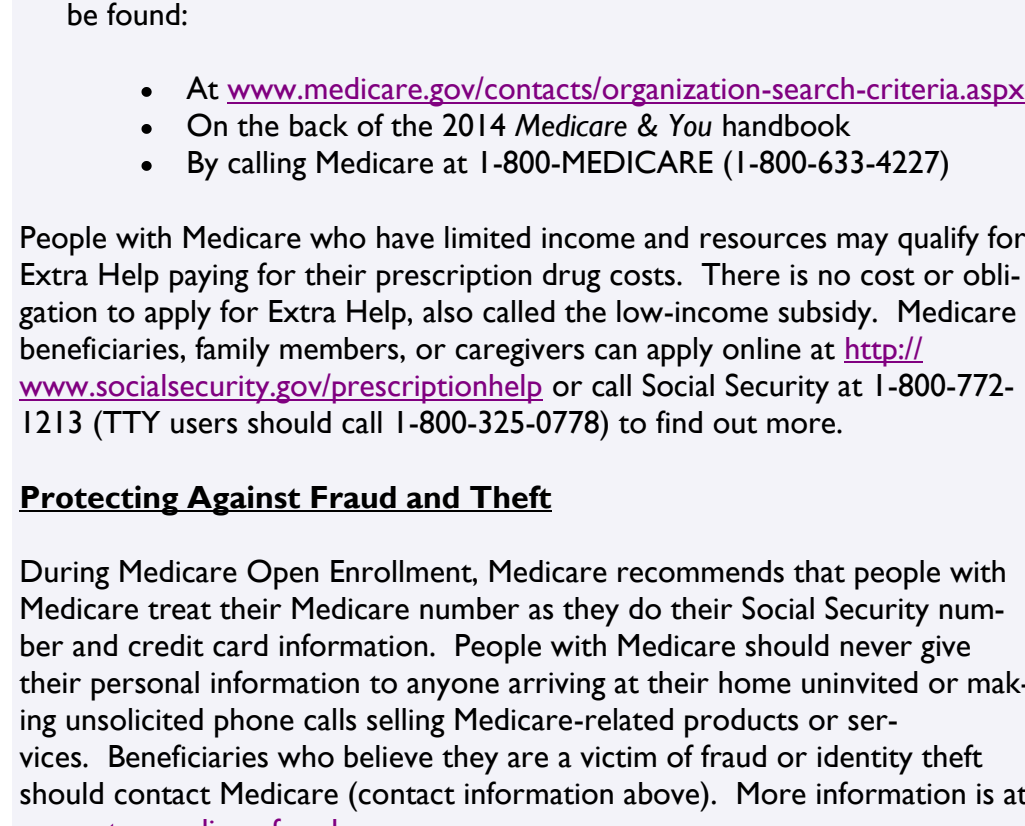 be found:
• At www.medicare.gov/contacts/organization-search-criteria.aspx
• On the back of the 2014 Medicare & You handbook
• By calling Medicare at 1-800-MEDICARE (1-800-633-4227)
People with Medicare who have limited income and resources may qualify for
Extra Help paying for their prescription drug costs.  There is no cost or obli-
gation to apply for Extra Help, also called the low-income subsidy.  Medicare
beneficiaries, family members, or caregivers can apply online at http://
www.socialsecurity.gov/prescriptionhelp or call Social Security at 1-800-772-
1213 (TTY users should call 1-800-325-0778) to find out more.
Protecting Against Fraud and Theft
During Medicare Open Enrollment, Medicare recommends that people with
Medicare treat their Medicare number as they do their Social Security num-
ber and credit card information.  People with Medicare should never give
their personal information to anyone arriving at their home uninvited or mak-
ing unsolicited phone calls selling Medicare-related products or ser-
vices.  Beneficiaries who believe they are a victim of fraud or identity theft
should contact Medicare (contact information above).  More information is at